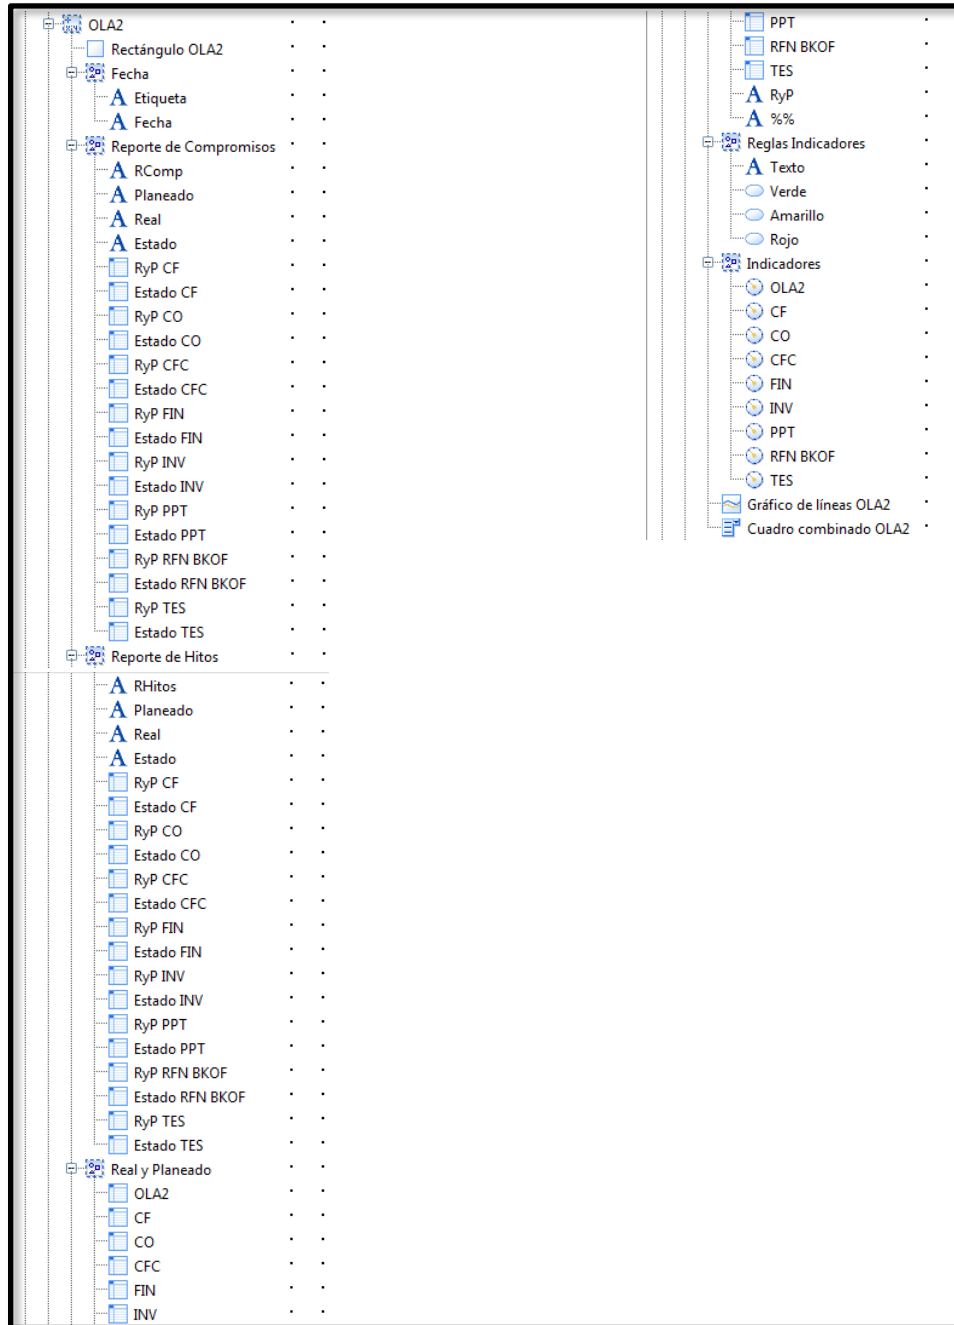 OLA2
Rectángulo OLA2
Fecha
Etiqueta
Fecha
Reporte de Compromisos
RComp
Planeado
Real
Estado
RyP CF
Estado CF
RyP CO
Estado CO
RyP CFC
Estado CFC
RyP FIN
Estado FIN
RyP INV
Estado INV
RyP PPT
Estado PPT
RyP RFN BKOF
Estado RFN BKOF
RyP TES
Estado TES
Reporte de Hitos
RHitos
Planeado
Real
Estado
RyP CF
Estado CF
RyP CO
Estado CO
RyP CFC
Estado CFC
RyP FIN
Estado FIN
RyP INV
Estado INV
RyP PPT
Estado PPT
RyP RFN BKOF
Estado RFN BKOF
RyP TES
Estado TES
Real y Planeado
OLA2
CF
CO
CFC
FIN
INV
PPT
RFN BKOF
TES
RyP
%%
Reglas Indicadores
Texto
Verde
Amarillo
Rojo
Indicadores
OLA2
CF
CO
CFC
FIN
INV
PPT
RFN BKOF
TES
Gráfico de líneas OLA2
Cuadro combinado OLA2